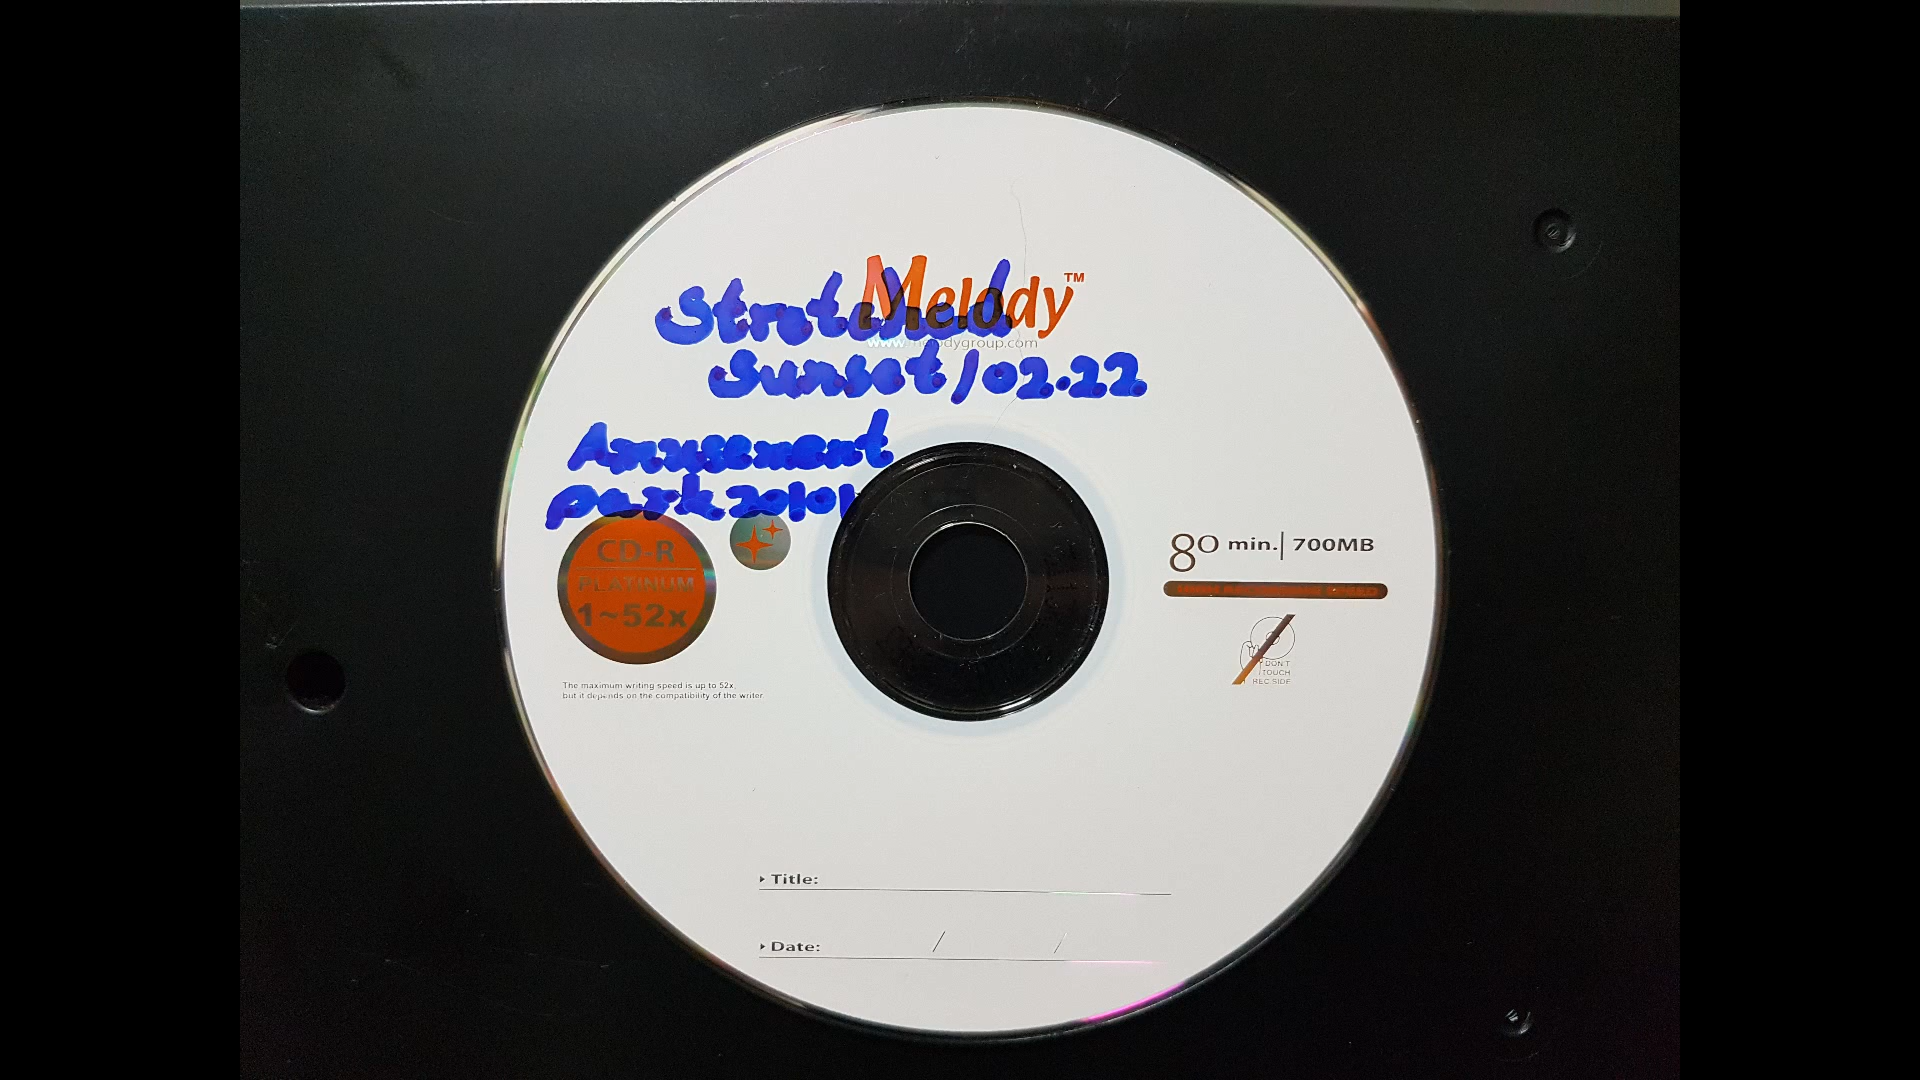 Melody™
Stratched
www.melodygroup.com
Sunset/02.22
Amusement
park 20101
CD-R
PLATINUM
1~52x
The maximum writing speed is up to 52x,
but it depends on the compatibility of the writer.
80 min.| 700MB
DON'T
TOUCH
REC SIDE
Title:
Date: / /